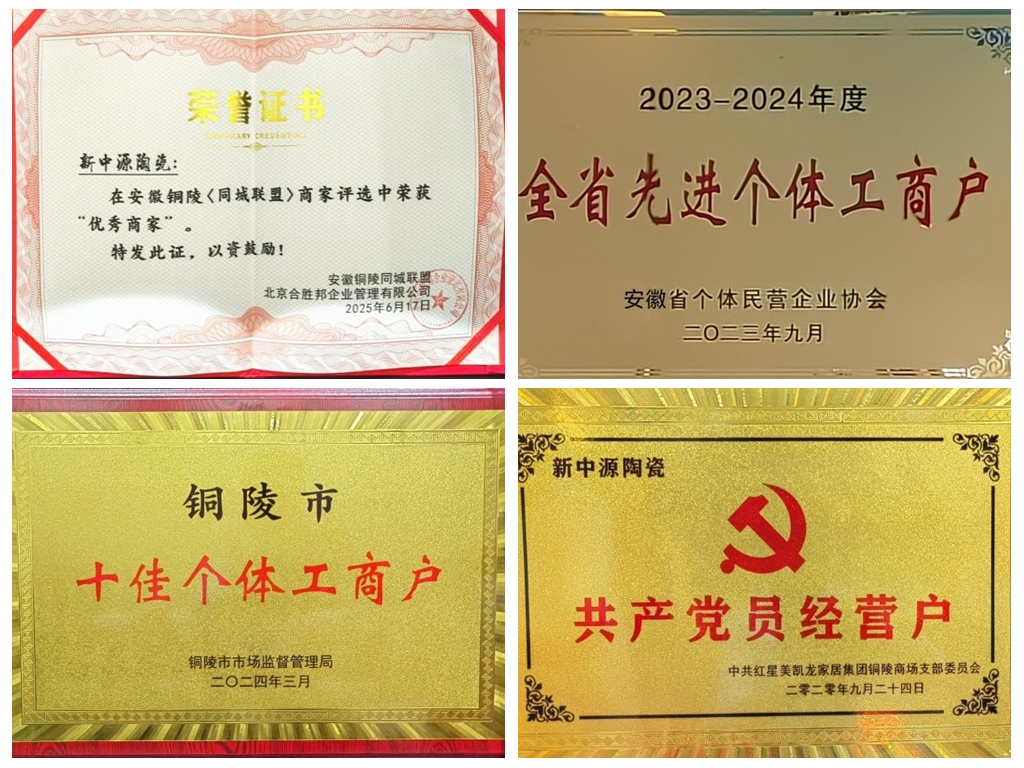 荣誉证书
HONORARY CREDENTIAL
新中源陶瓷:
在安徽铜陵〈同城联盟〉商家评选中荣获
“优秀商家”。
特发此证，以资鼓励!
安徽铜陵同城联盟
北京合胜邦企业管理有限公司
2025年6月17日
2023-2024年度
全省先进个体工商户
安徽省个体民营企业协会
二〇二三年九月
铜陵市
十佳个体工商户
铜陵市市场监督管理局
二〇二四年三月
新中源陶瓷
共产党员经营户
中共红星美凯龙家居集团铜陵商场支部委员会
二零二零年九月二十四日